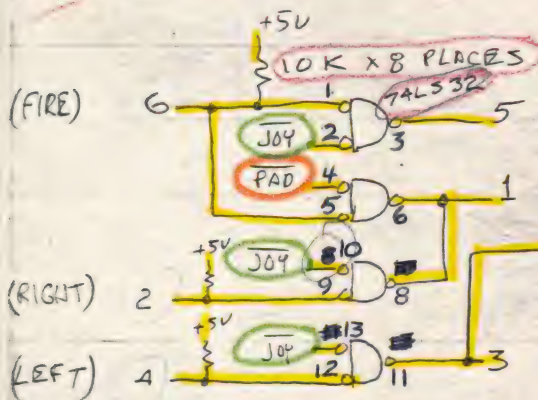 +5V
10K x 8 PLACES
74LS32
(FIRE) 6 1 5
JOY 2 3
PAD 4
5 6 1
+5V JOY 10
(RIGHT) 2 9 8
+5V JOY 13
(LEFT) 4 12 11 3